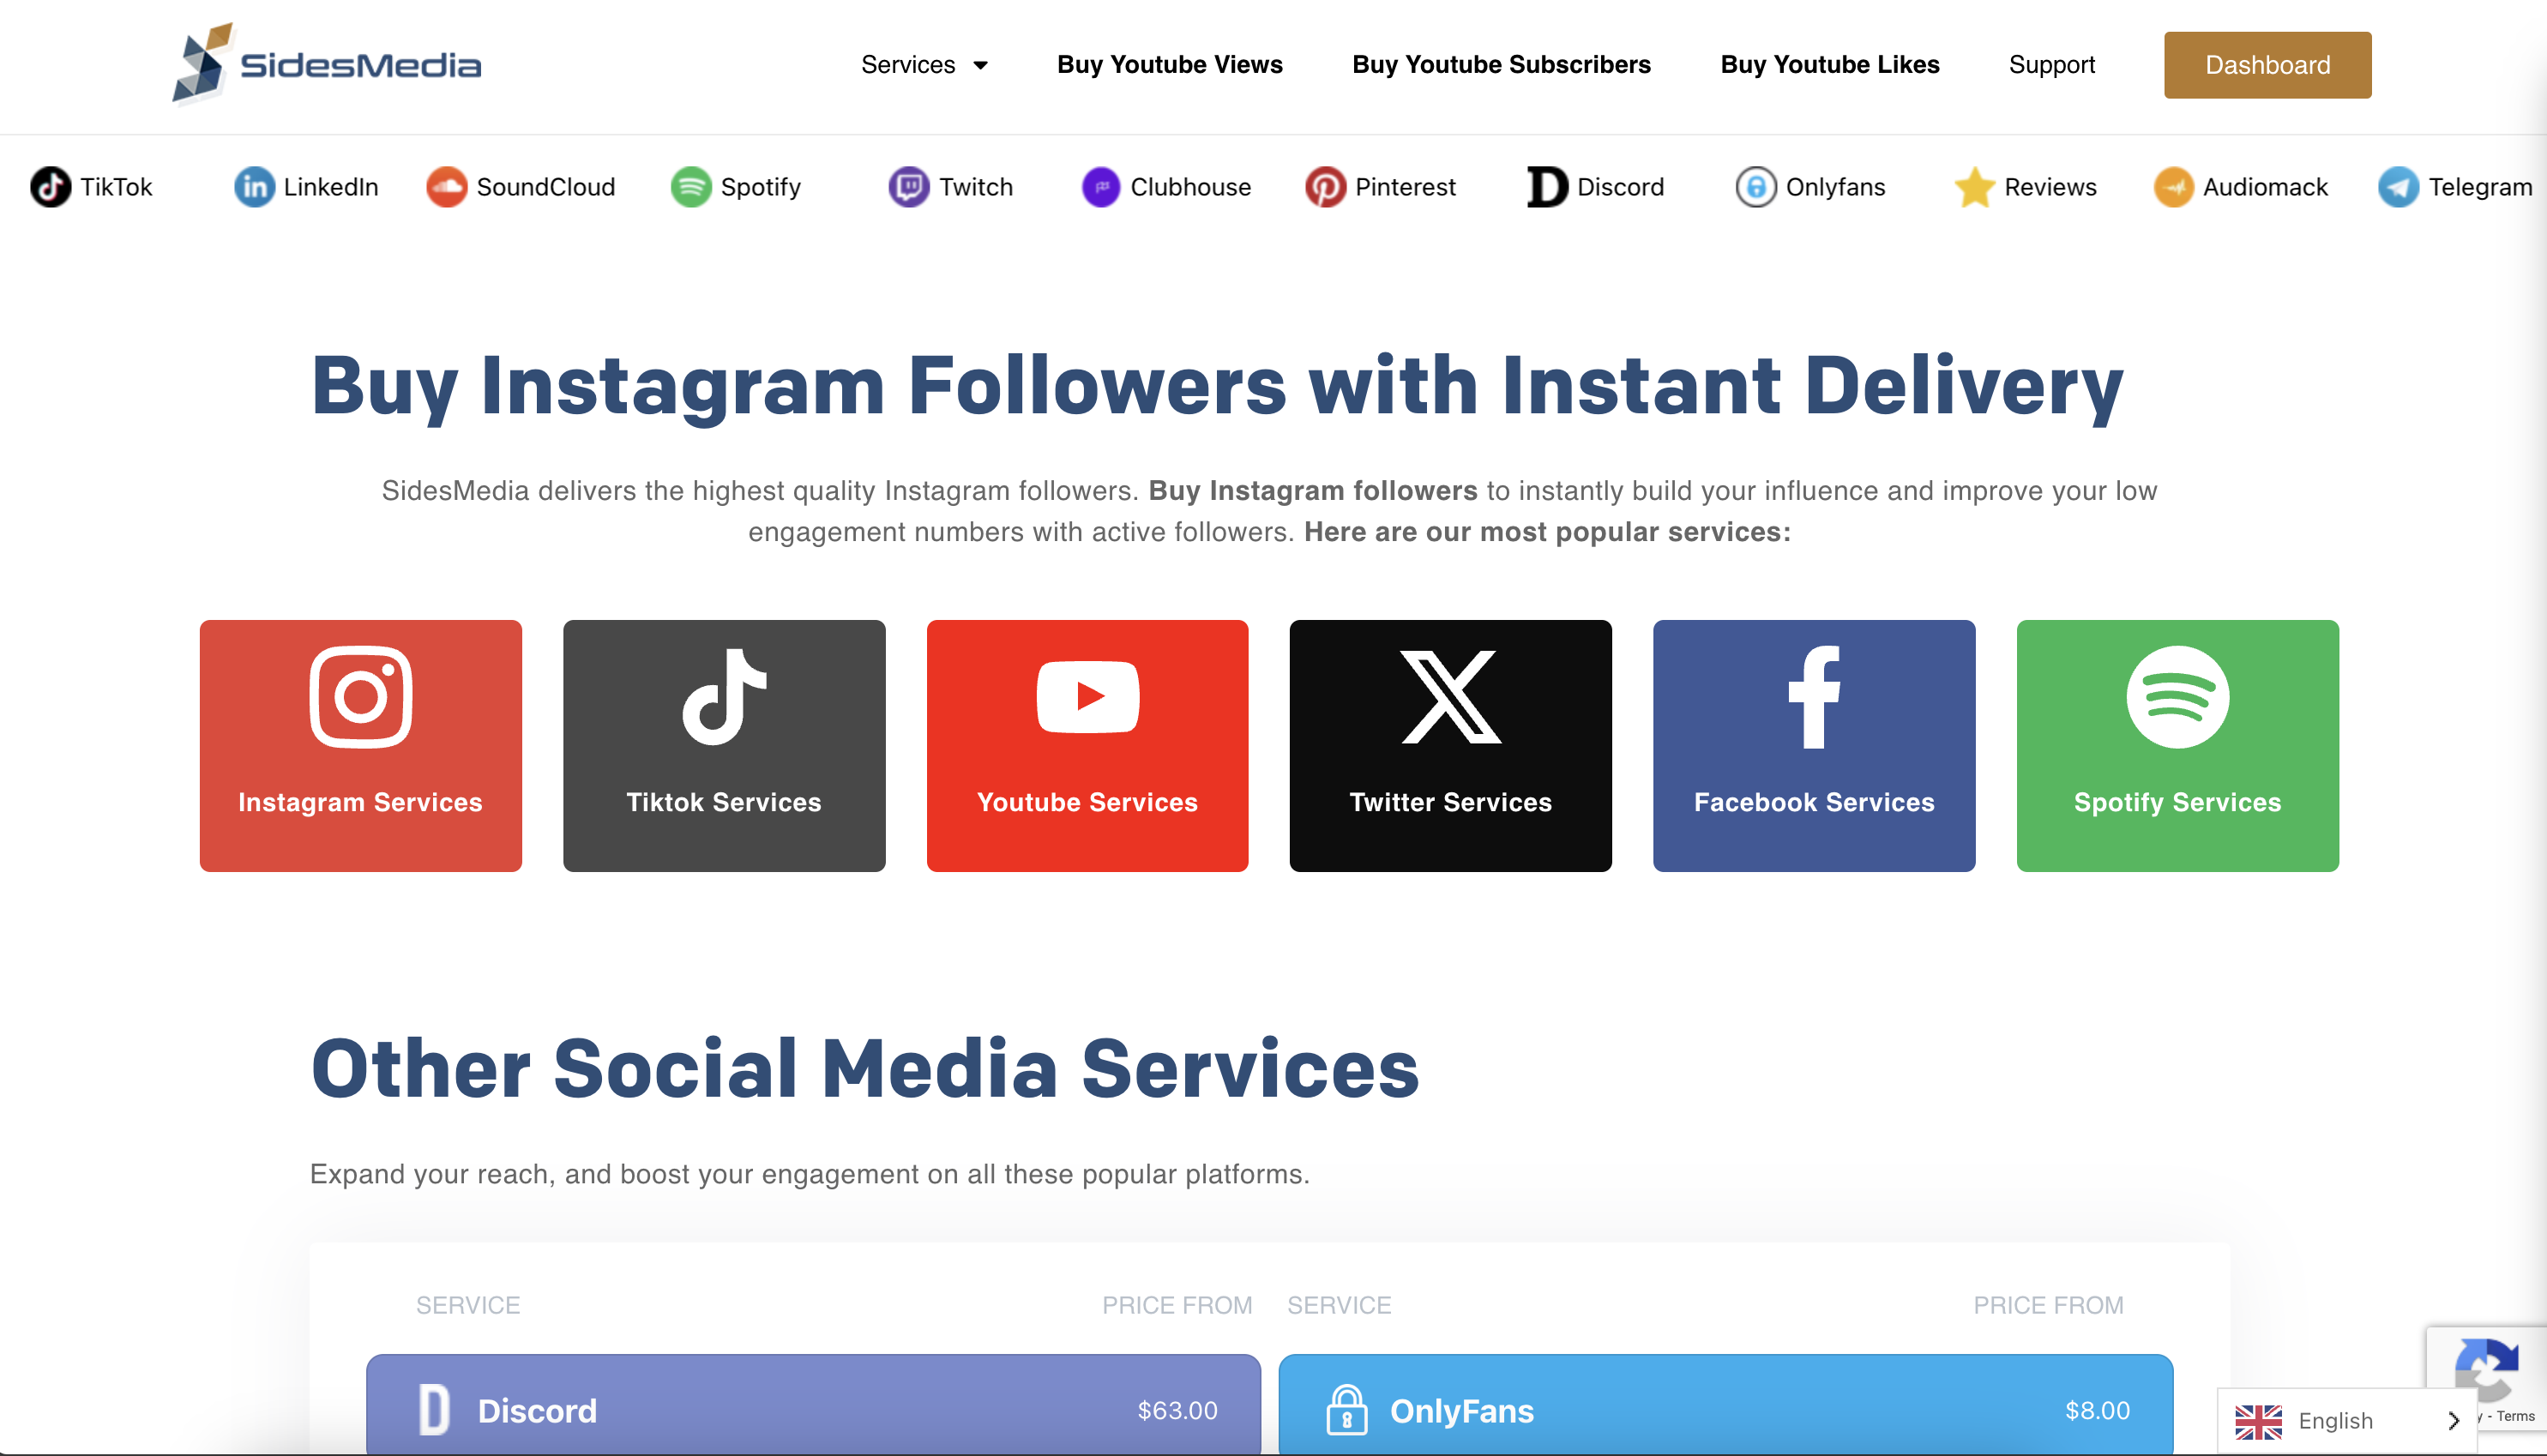 SidesMedia
Services
Buy Youtube Views
Buy Youtube Subscribers
Buy Youtube Likes
Support
Dashboard
TikTok
LinkedIn
SoundCloud
Spotify
Twitch
Clubhouse
Pinterest
Discord
Onlyfans
Reviews
Audiomack
Telegram
Buy Instagram Followers with Instant Delivery
SidesMedia delivers the highest quality Instagram followers. Buy Instagram followers to instantly build your influence and improve your low
engagement numbers with active followers. Here are our most popular services:
Instagram Services
Tiktok Services
Youtube Services
Twitter Services
Facebook Services
Spotify Services
Other Social Media Services
Expand your reach, and boost your engagement on all these popular platforms.
SERVICE
PRICE FROM
SERVICE
PRICE FROM
Discord
$63.00
OnlyFans
$8.00
English
- Terms